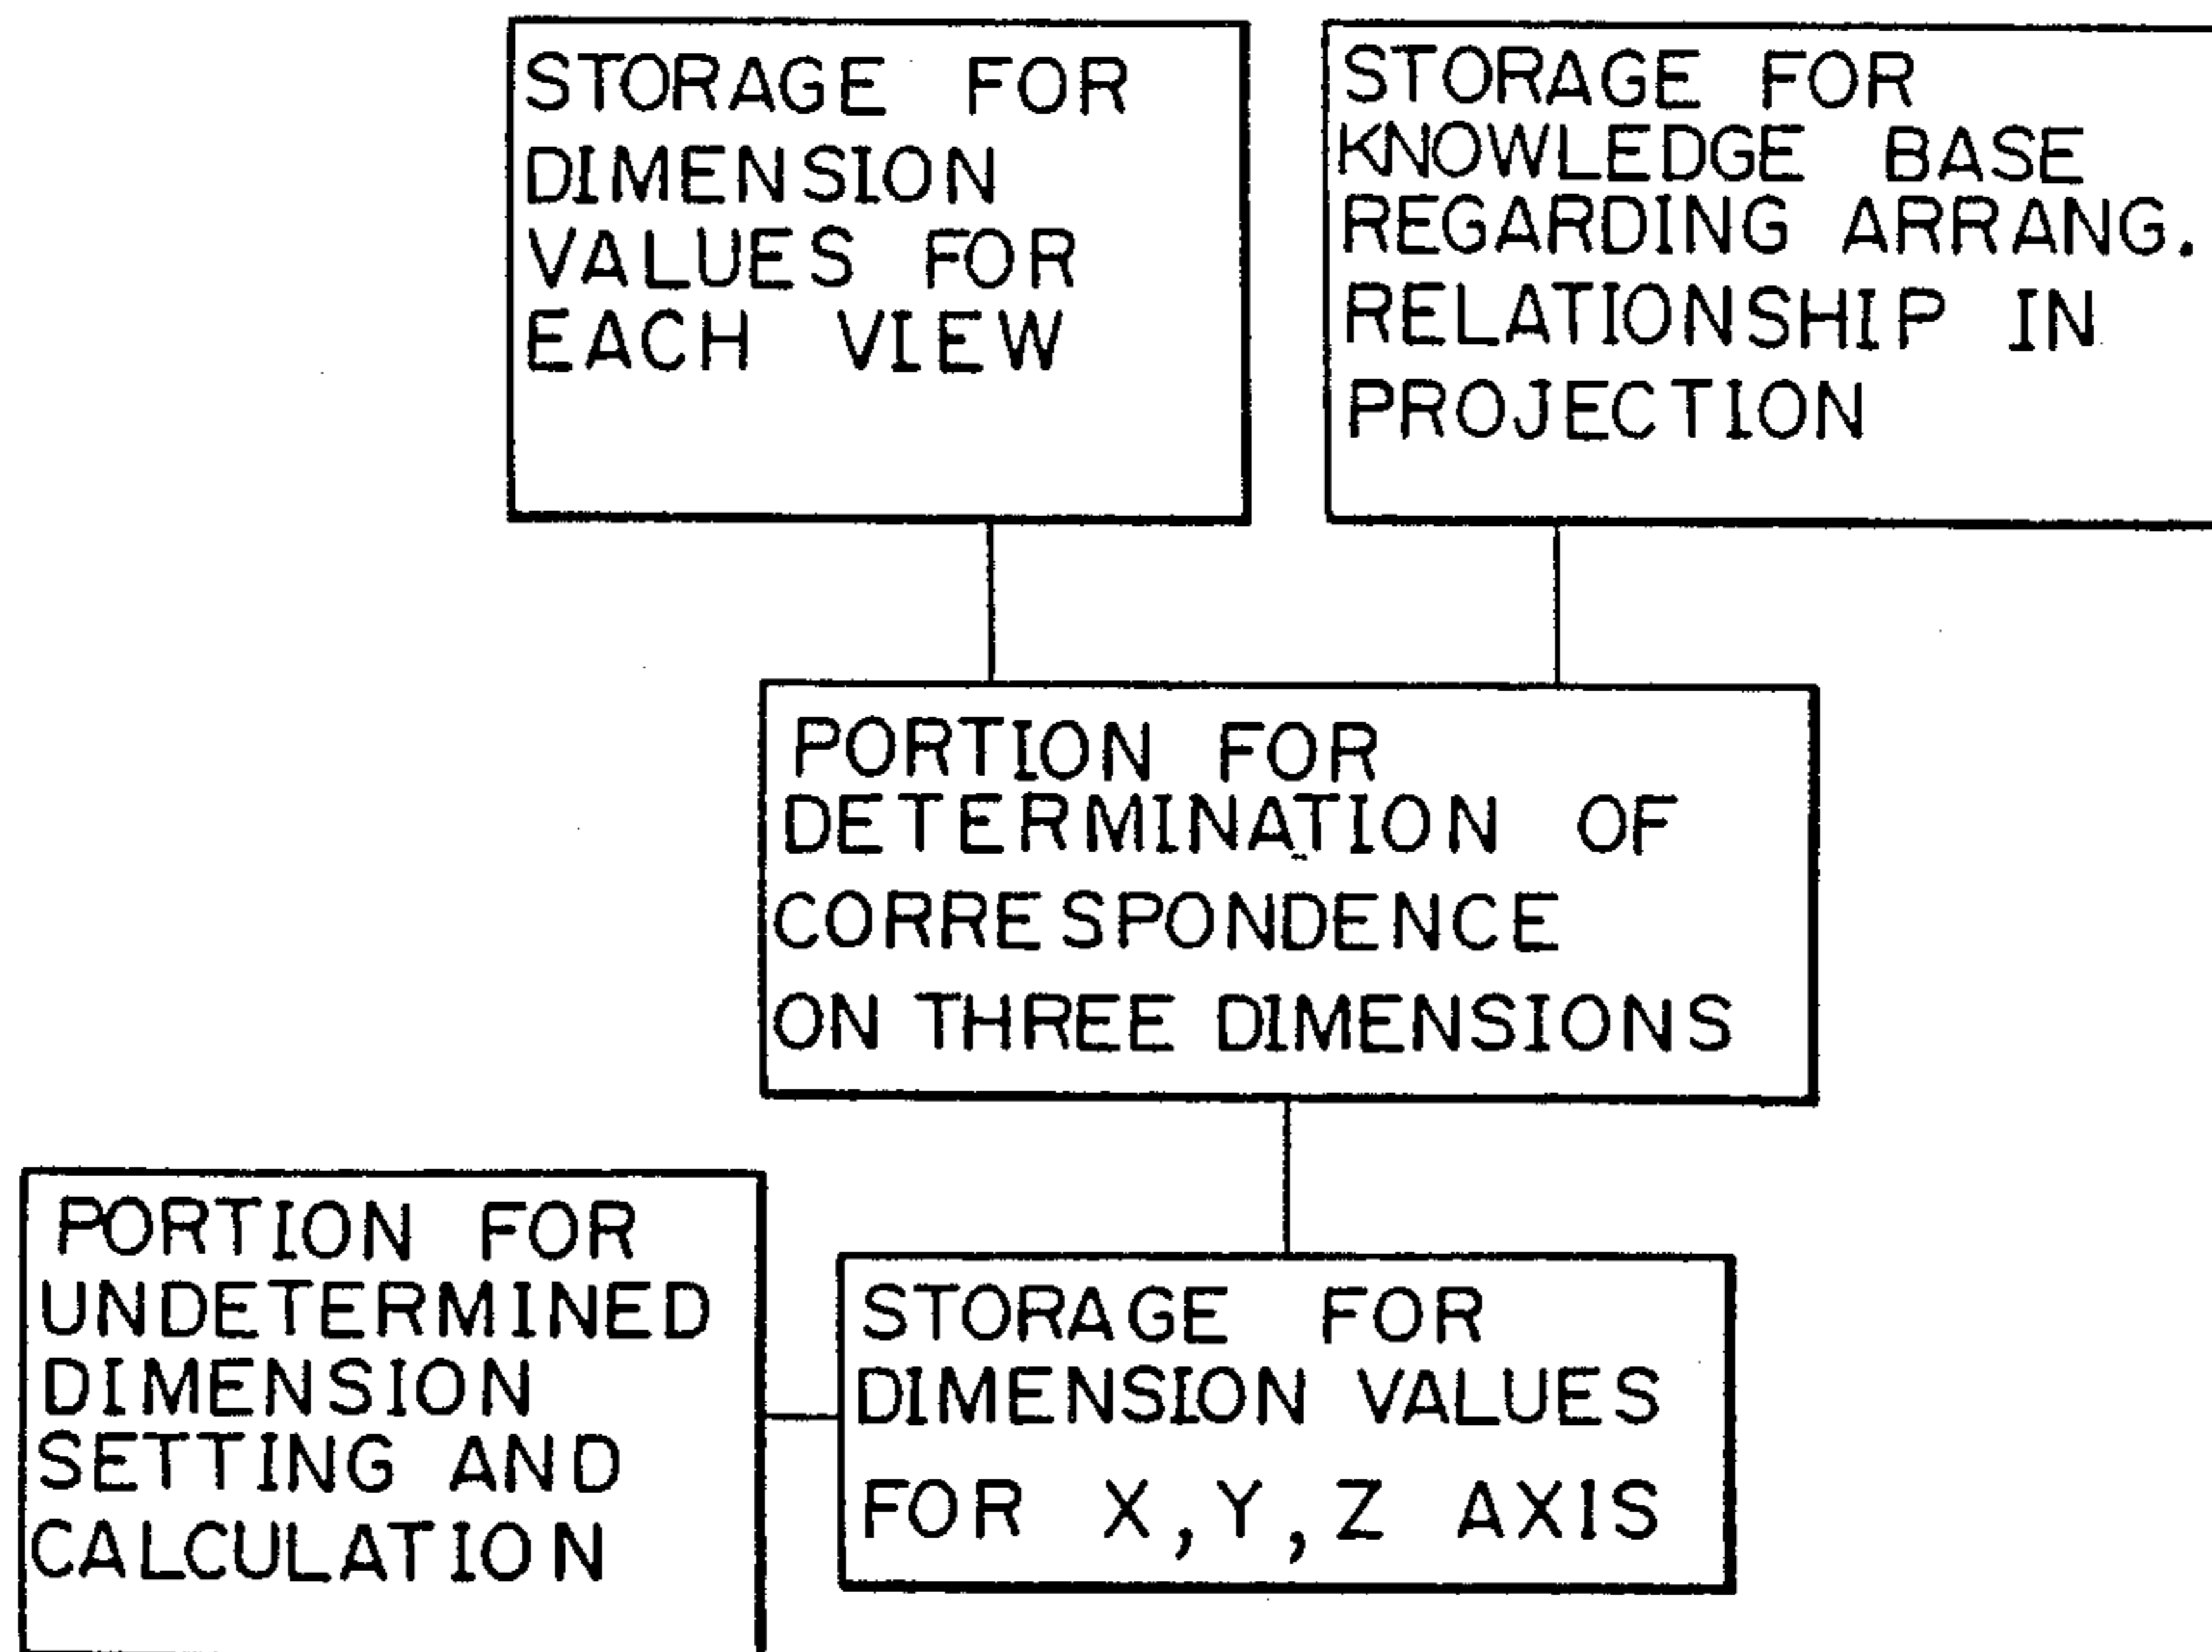 STORAGE FOR
DIMENSION
VALUES FOR
EACH VIEW
STORAGE FOR
KNOWLEDGE BASE
REGARDING ARRANG.
RELATIONSHIP IN
PROJECTION
PORTION FOR
DETERMINATION OF
CORRESPONDENCE
ON THREE DIMENSIONS
PORTION FOR
UNDETERMINED
DIMENSION
SETTING AND
CALCULATION
STORAGE FOR
DIMENSION VALUES
FOR X, Y, Z AXIS